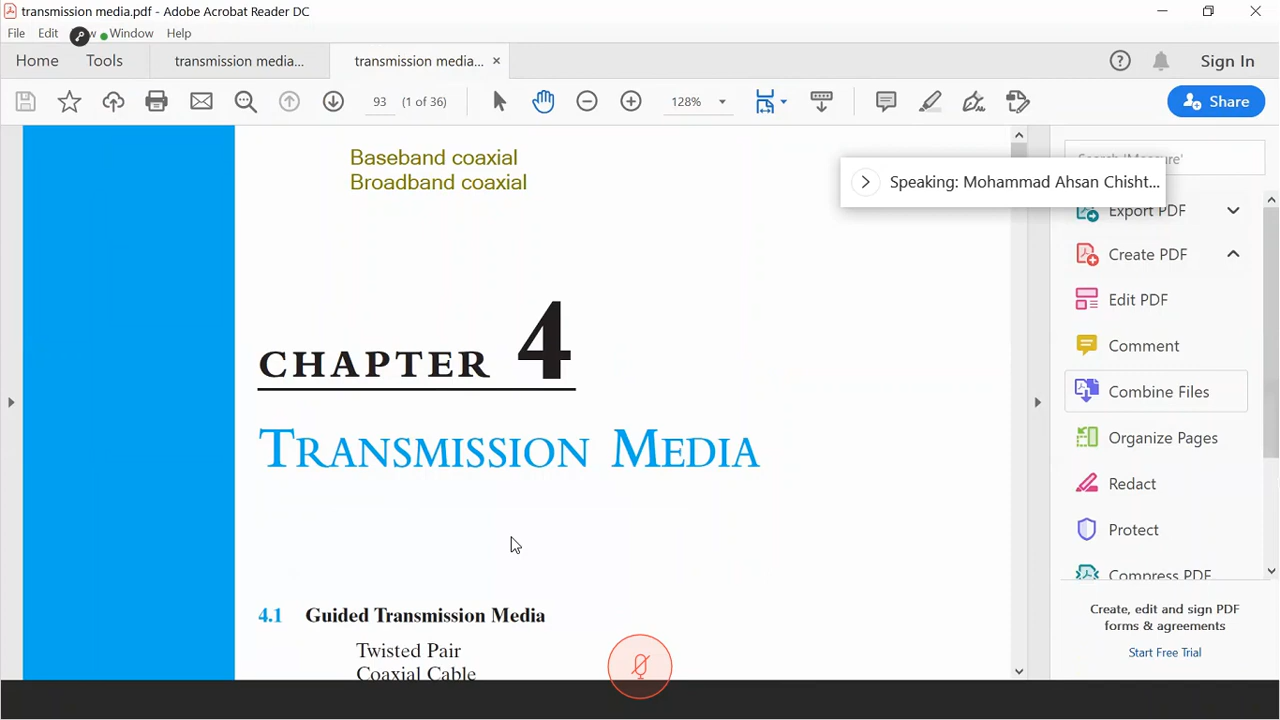 transmission media.pdf - Adobe Acrobat Reader DC
File Edit Window Help
Home Tools transmission media... transmission media... × Sign In
93 (1 of 36) 128% Share
Baseband coaxial
Broadband coaxial
Speaking: Mohammad Ahsan Chisht...
Export PDF
Create PDF
Edit PDF
Comment
Combine Files
Organize Pages
Redact
Protect
Compress PDF
Create, edit and sign PDF
forms & agreements
Start Free Trial
CHAPTER 4
TRANSMISSION MEDIA
4.1 Guided Transmission Media
Twisted Pair
Coaxial Cable